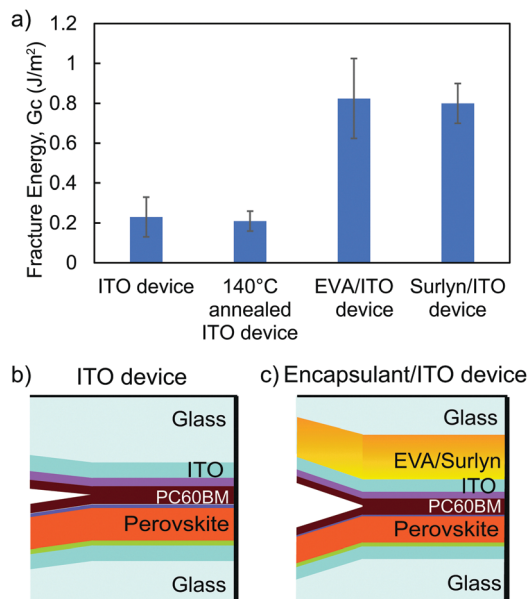 a)
Fracture Energy, Gc (J/m²)
1.2
1
0.8
0.6
0.4
0.2
0
ITO device
140°C
annealed
ITO device
EVA/ITO
device
Surlyn/ITO
device
b) ITO device
Glass
ITO
PC60BM
Perovskite
Glass
c) Encapsulant/ITO device
Glass
EVA/Surlyn
ITO
PC60BM
Perovskite
Glass